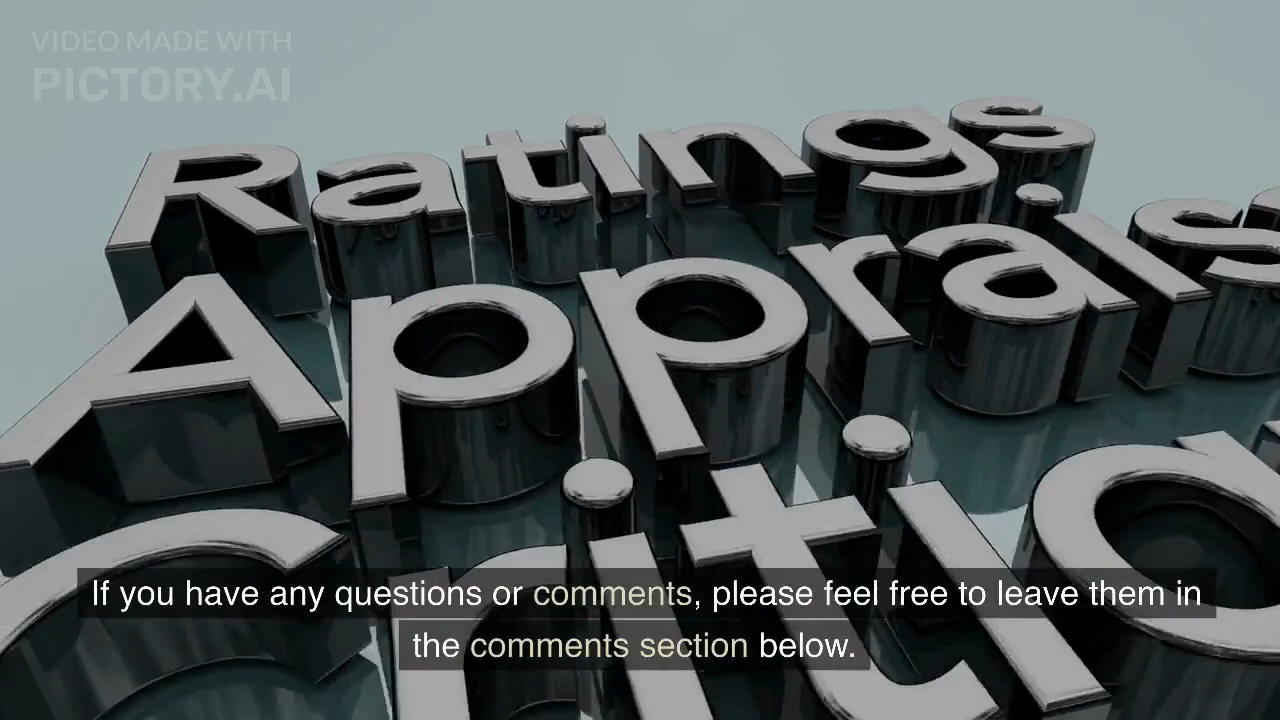 VIDEO MADE WITH
PICTORY.AI
Ratings
Apprais
Critiq
If you have any questions or comments, please feel free to leave them in
the comments section below.